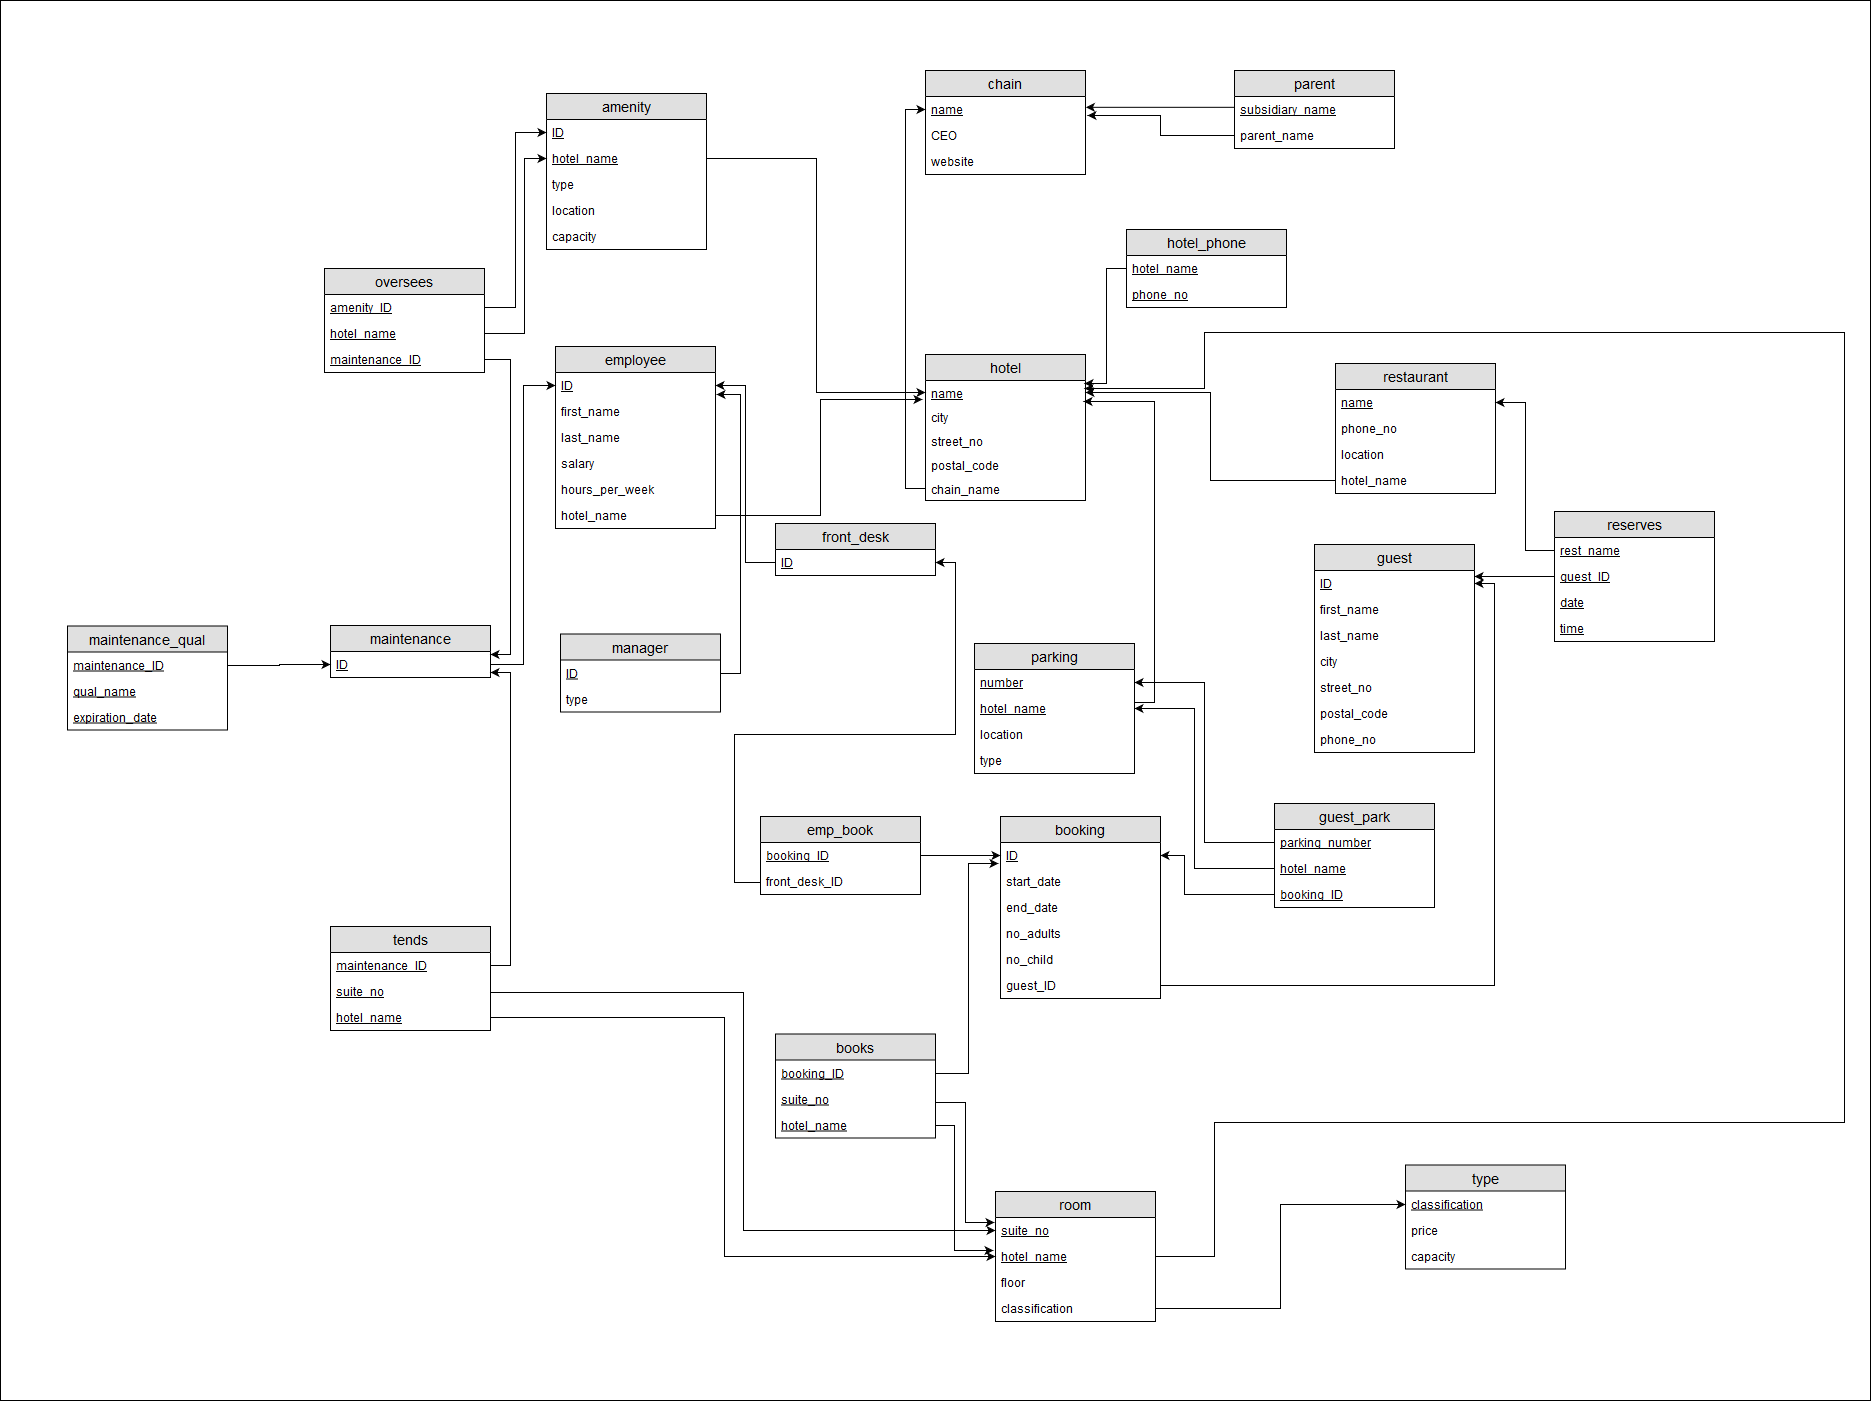 chain
name
CEO
website
parent
subsidiary_name
parent_name
amenity
ID
hotel_name
type
location
capacity
hotel_phone
hotel_name
phone_no
oversees
amenity_ID
hotel_name
maintenance_ID
employee
ID
first_name
last_name
salary
hours_per_week
hotel_name
hotel
name
city
street_no
postal_code
chain_name
restaurant
name
phone_no
location
hotel_name
front_desk
ID
reserves
rest_name
guest_ID
date
time
guest
ID
first_name
last_name
city
street_no
postal_code
phone_no
maintenance_qual
maintenance_ID
qual_name
expiration_date
maintenance
ID
manager
ID
type
parking
number
hotel_name
location
type
guest_park
parking_number
hotel_name
booking_ID
emp_book
booking_ID
front_desk_ID
booking
ID
start_date
end_date
no_adults
no_child
guest_ID
tends
maintenance_ID
suite_no
hotel_name
books
booking_ID
suite_no
hotel_name
type
classification
price
capacity
room
suite_no
hotel_name
floor
classification